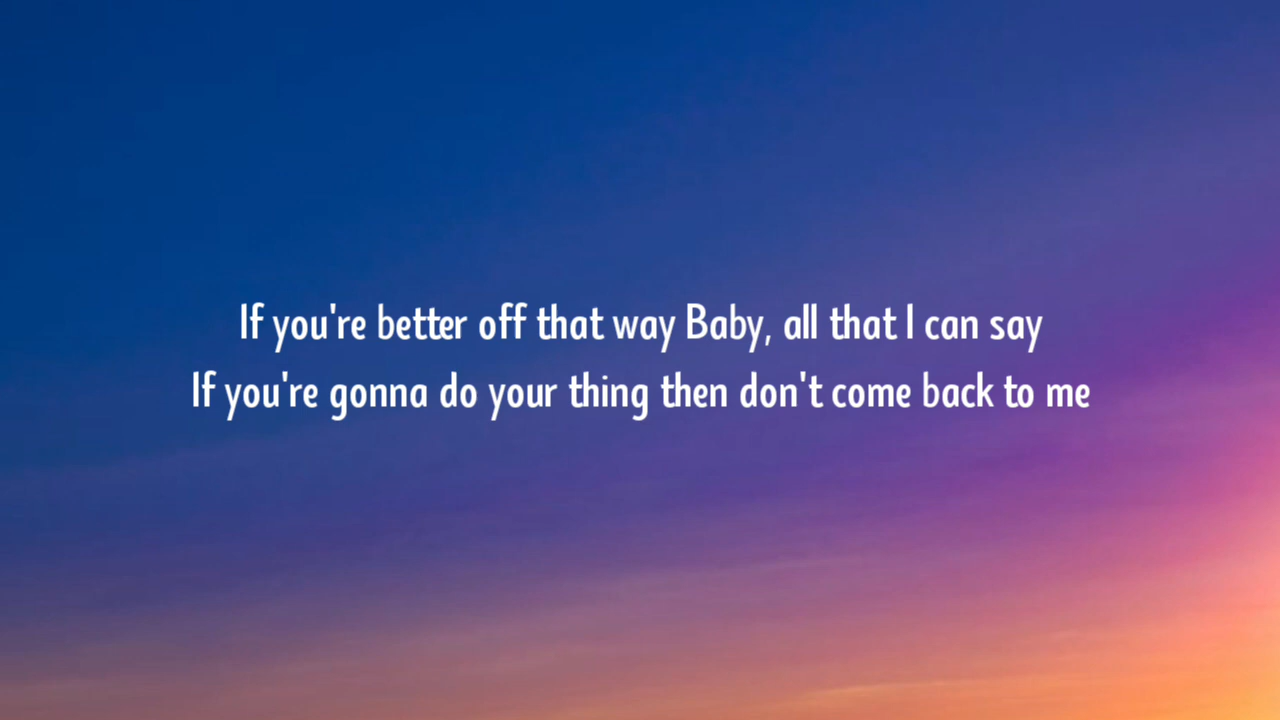 If you're better off that way Baby, all that I can say
If you're gonna do your thing then don't come back to me